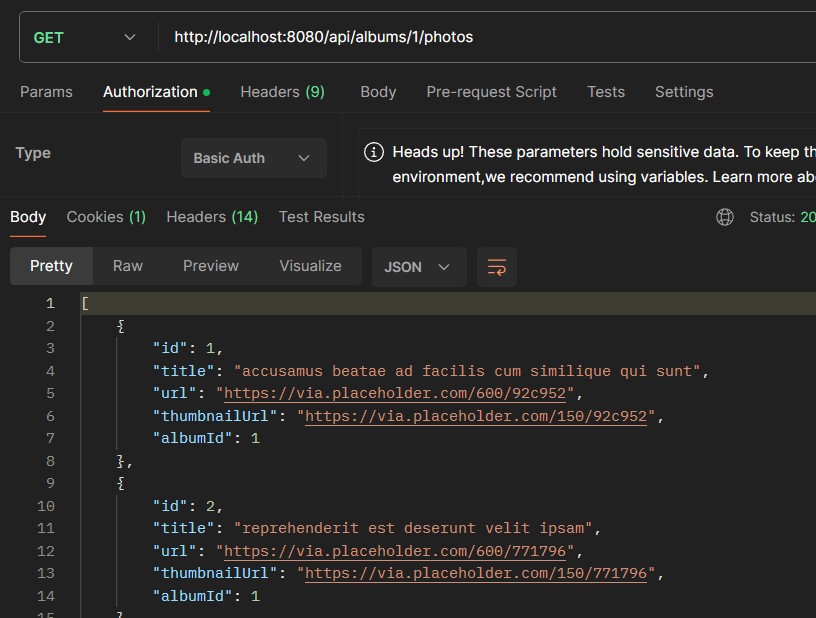 GET http://localhost:8080/api/albums/1/photos
Params Authorization Headers (9) Body Pre-request Script Tests Settings
Type Basic Auth
Heads up! These parameters hold sensitive data. To keep th
environment,we recommend using variables. Learn more abo
Body Cookies (1) Headers (14) Test Results Status: 20
Pretty Raw Preview Visualize JSON
1 [
2 {
3 "id": 1,
4 "title": "accusamus beatae ad facilis cum similique qui sunt",
5 "url": "https://via.placeholder.com/600/92c952",
6 "thumbnailUrl": "https://via.placeholder.com/150/92c952",
7 "albumId": 1
8 },
9 {
10 "id": 2,
11 "title": "reprehenderit est deserunt velit ipsam",
12 "url": "https://via.placeholder.com/600/771796",
13 "thumbnailUrl": "https://via.placeholder.com/150/771796",
14 "albumId": 1
15 }